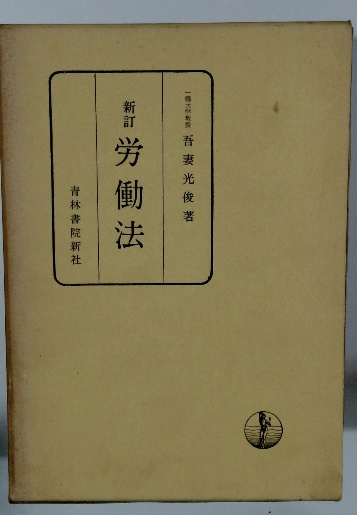 一橋大学教授 吾妻光俊著
新訂 労働法
青林書院新社